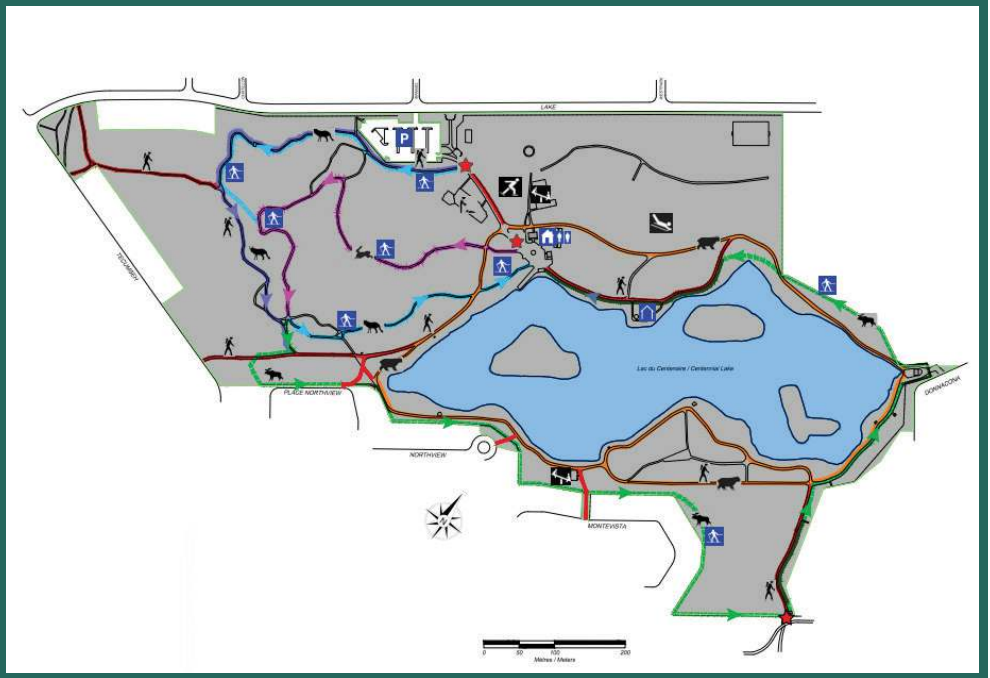 LAKE
P
TECUMSEH
Lac du Centenaire / Centennial Lake
DONNACONA
PLACE NORTHVIEW
NORTHVIEW
N
MONTEVISTA
0 50 100 200
Mètres / Meters